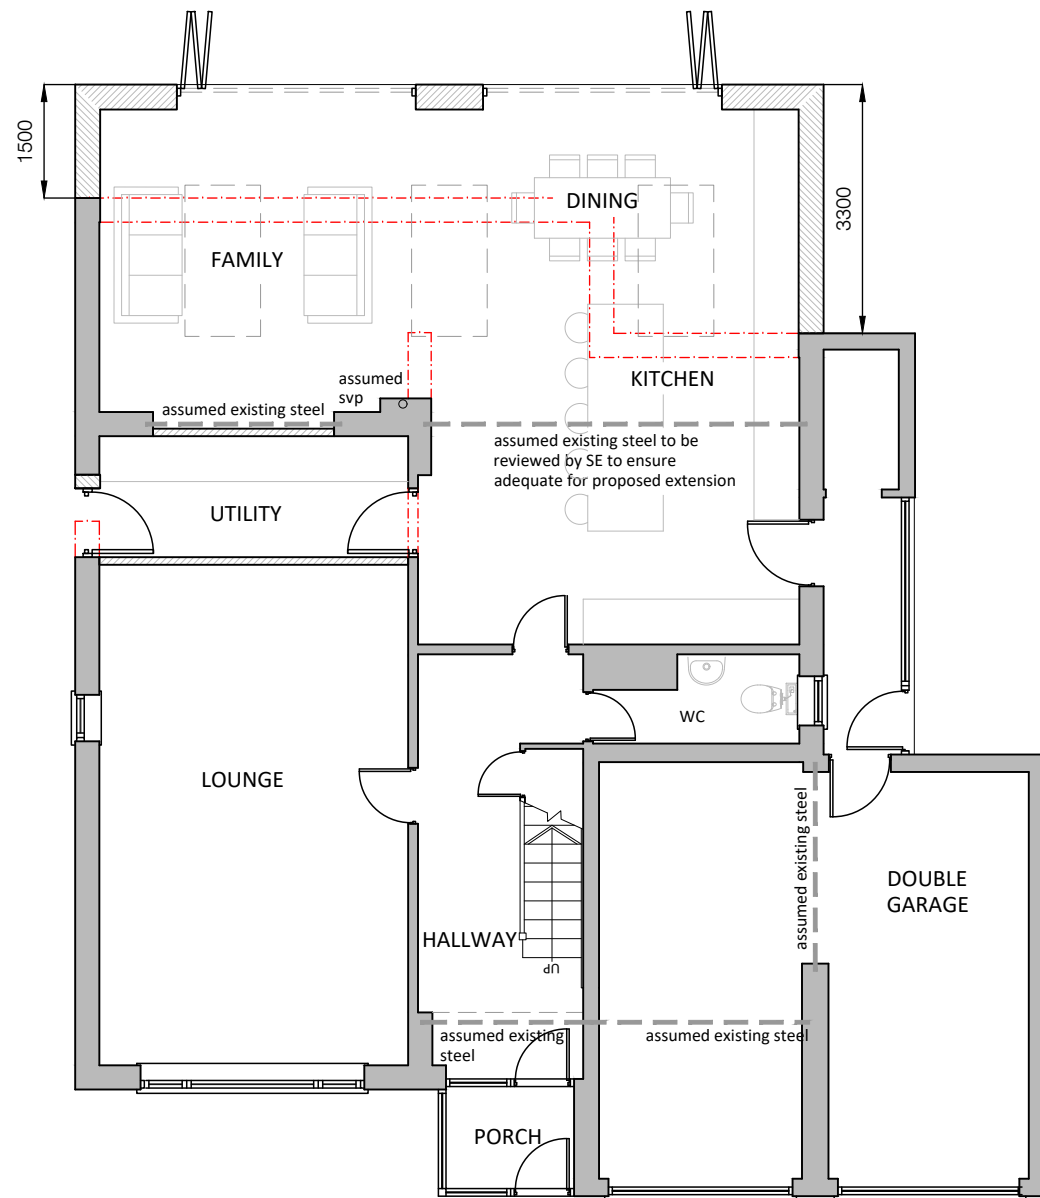 1500
3300
DINING
FAMILY
KITCHEN
assumed
svp
assumed existing steel
assumed existing steel to be
reviewed by SE to ensure
adequate for proposed extension
UTILITY
WC
LOUNGE
assumed existing steel
DOUBLE
GARAGE
HALLWAY
UP
assumed existing
steel
assumed existing steel
PORCH